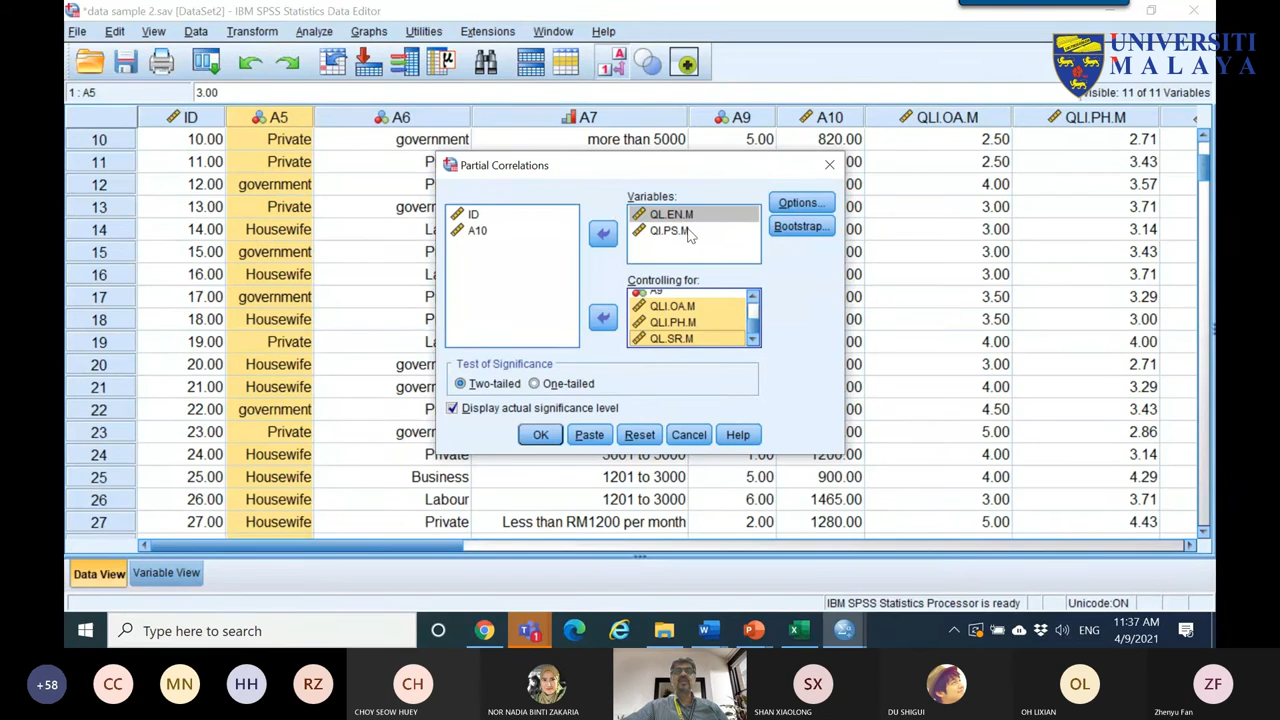 *data sample 2.sav [DataSet2] - IBM SPSS Statistics Data Editor
File Edit View Data Transform Analyze Graphs Utilities Extensions Window Help
UNIVERSITI
MALAYA
1 : A5 3.00
Visible: 11 of 11 Variables
ID A5 A6 A7 A9 A10 QLI.OA.M QLI.PH.M
10 10.00 Private government more than 5000 5.00 820.00 2.50 2.71
11 11.00 Private 2.50 3.43
12 12.00 government 4.00 3.57
13 13.00 Private 3.00 3.43
14 14.00 Housewife 3.00 3.71
15 15.00 government 3.00 3.43
16 16.00 Housewife 3.00 3.71
17 17.00 government 3.50 3.29
18 18.00 Housewife 3.50 3.00
19 19.00 Private 4.00 4.00
20 20.00 Housewife 3.00 2.71
21 21.00 Housewife 4.00 3.29
22 22.00 government 4.50 3.43
23 23.00 Private 5.00 2.86
24 24.00 Housewife Private 3001 to 5000 1.00 1200.00 4.00 3.14
25 25.00 Housewife Business 1201 to 3000 5.00 900.00 4.00 4.29
26 26.00 Housewife Labour 1201 to 3000 6.00 1465.00 3.00 3.71
27 27.00 Housewife Private Less than RM1200 per month 2.00 1280.00 5.00 4.43
Partial Correlations
ID
A10
Variables:
QL.EN.M
QI.PS.M
Options...
Bootstrap...
Controlling for:
A9
QLI.OA.M
QLI.PH.M
QL.SR.M
Test of Significance
Two-tailed One-tailed
Display actual significance level
OK Paste Reset Cancel Help
Data View Variable View
IBM SPSS Statistics Processor is ready Unicode:ON
Type here to search
ENG
11:37 AM
4/9/2021
+58 CC MN HH RZ CH SX OL ZF
CHOY SEOW HUEY NOR NADIA BINTI ZAKARIA SHAN XIAOLONG DU SHIGUI OH LIXIAN Zhenyu Fan